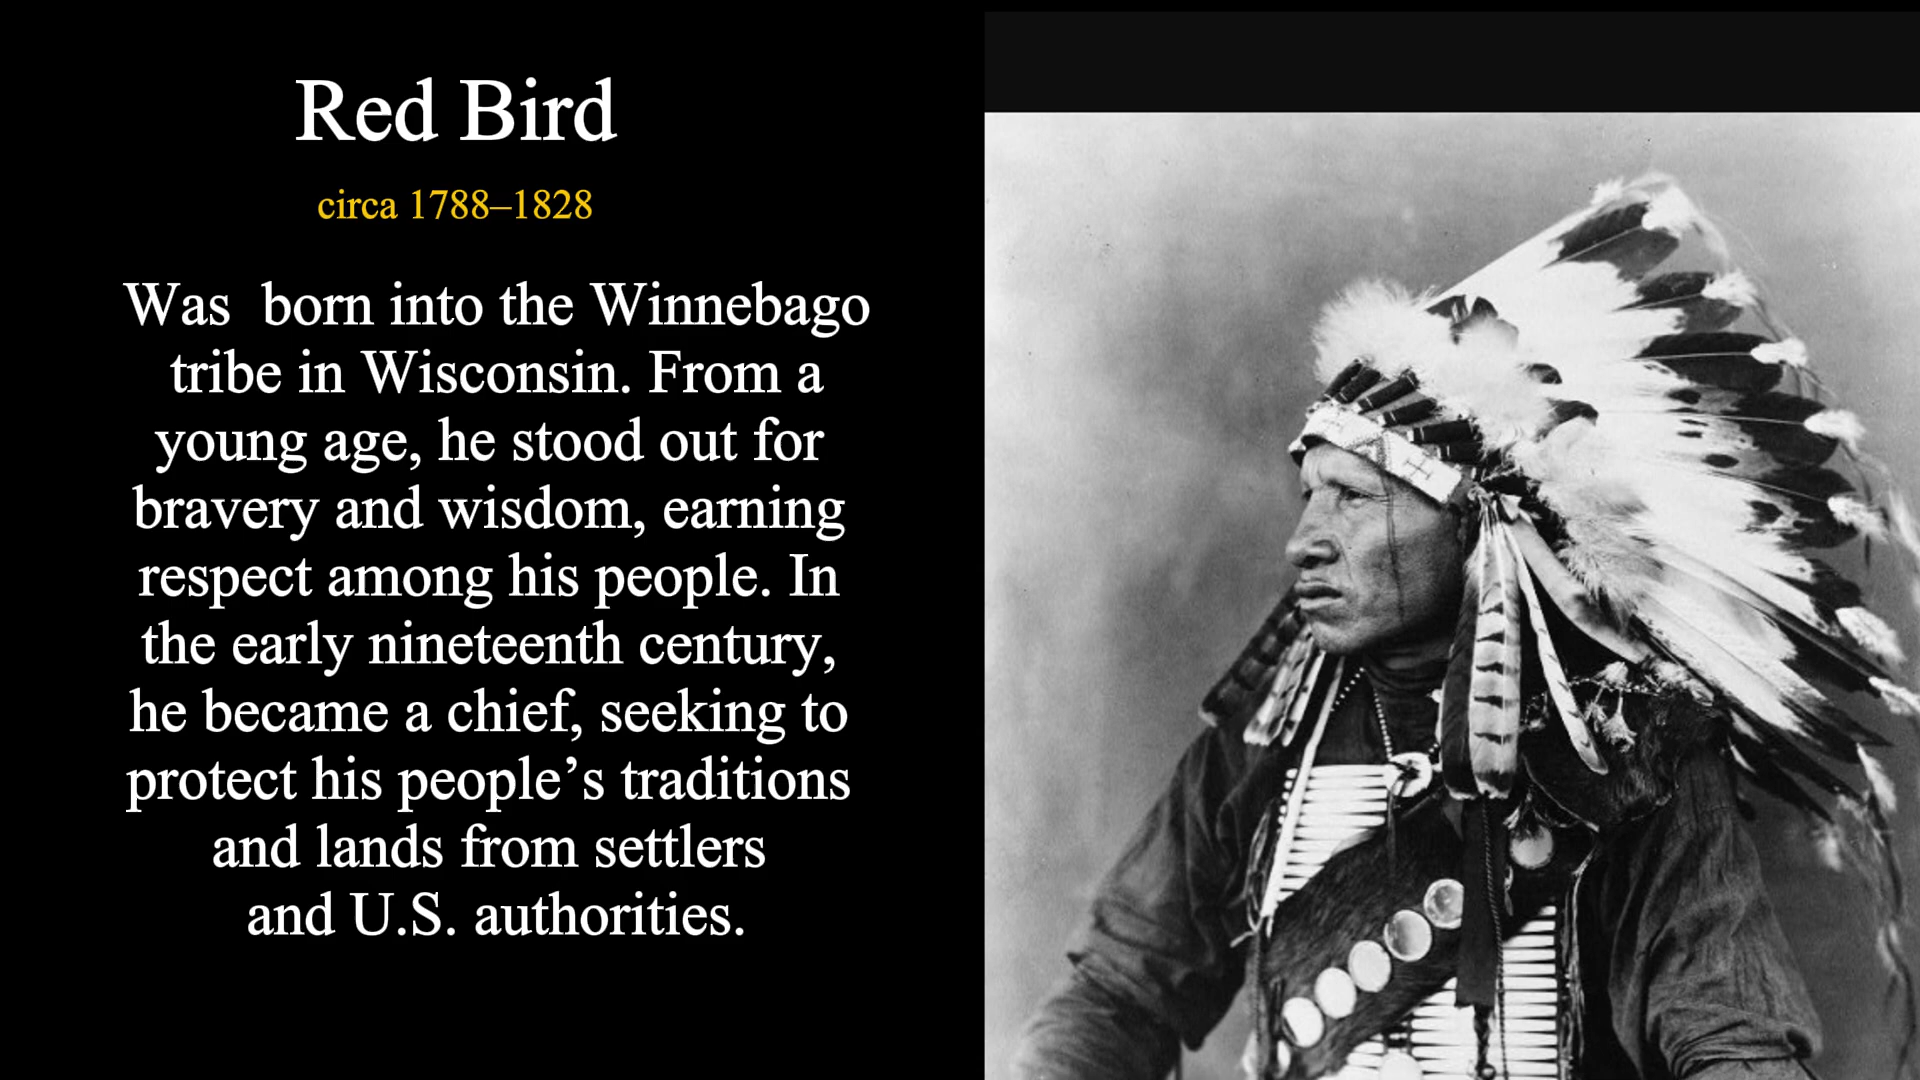 Red Bird
circa 1788–1828
Was  born into the Winnebago
tribe in Wisconsin. From a
young age, he stood out for
bravery and wisdom, earning
respect among his people. In
the early nineteenth century,
he became a chief, seeking to
protect his people’s traditions
and lands from settlers
and U.S. authorities.